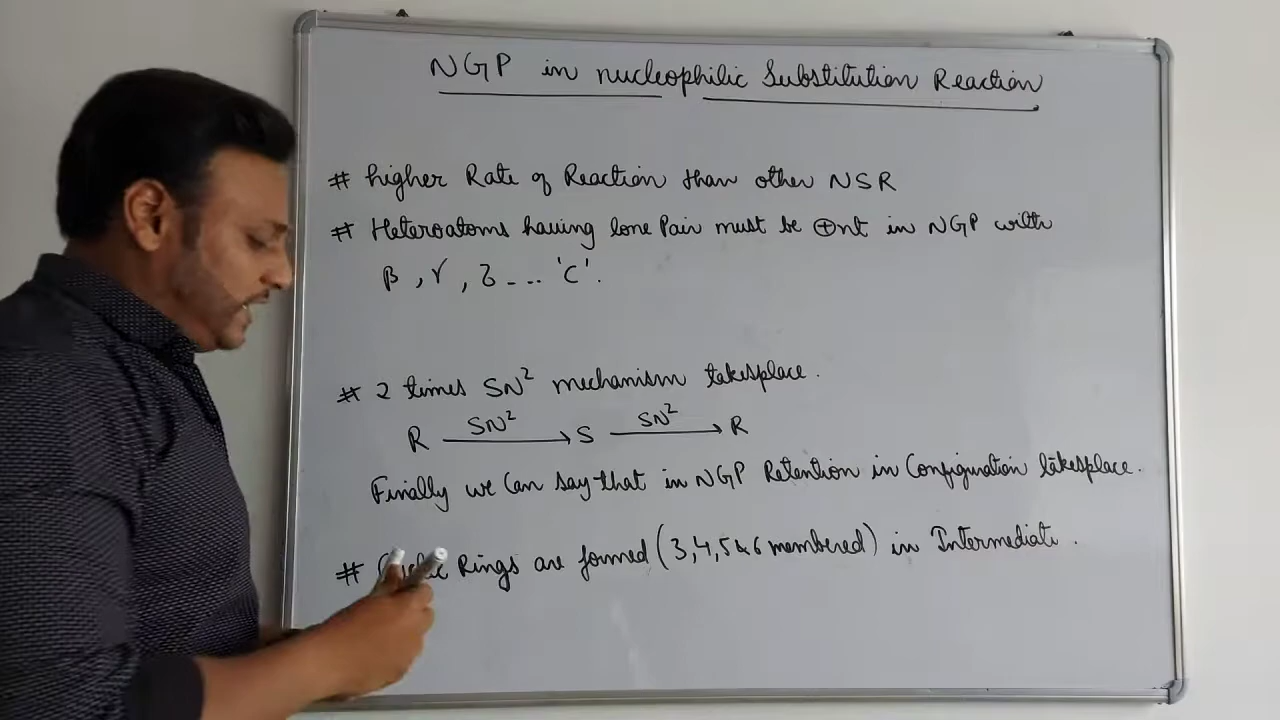 NGP in nucleophilic Substitution Reaction
# higher Rate of Reaction than other NSR
# Heteroatoms having lone Pair must be ⊕nt in NGP with
β, γ, δ --- 'C'.
# 2 times SN² mechanism takesplace.
R SN²→ S SN²→ R
Finally we Can say that in NGP Retention in Configuration takesplace.
# Rings are formed (3,4,5 & 6 membered) in Intermediate.